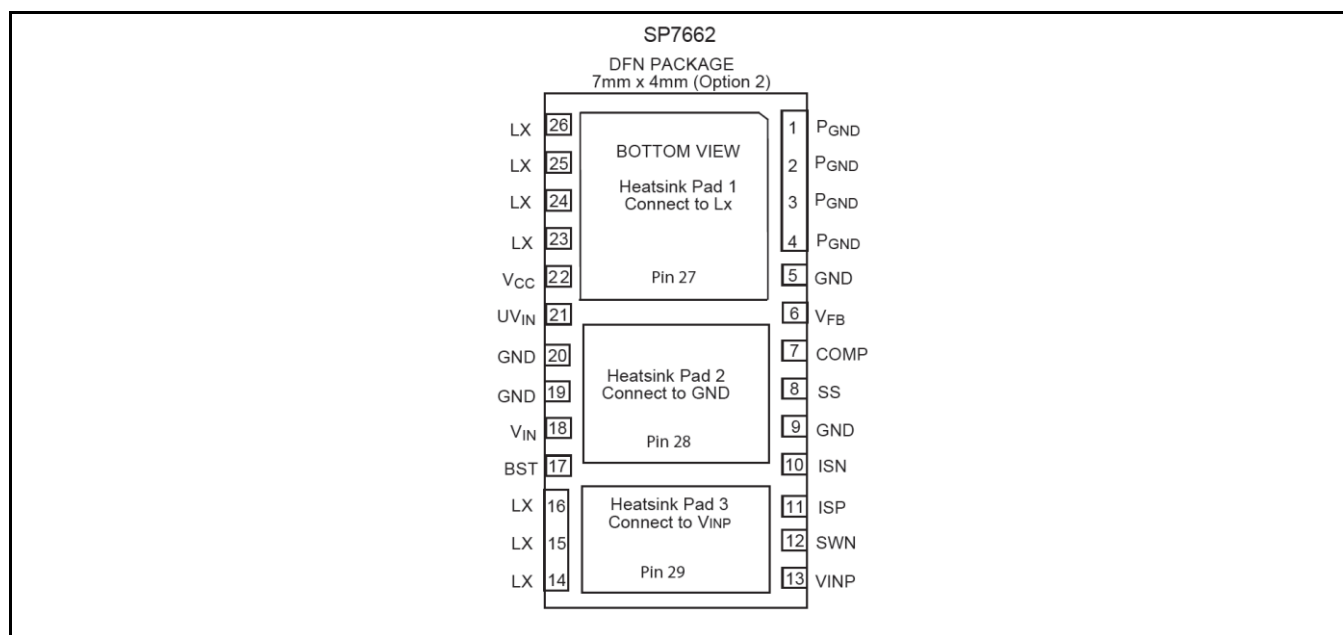 SP7662
DFN PACKAGE
7mm x 4mm (Option 2)
LX 26
LX 25
LX 24
LX 23
VCC 22
UVIN 21
GND 20
GND 19
VIN 18
BST 17
LX 16
LX 15
LX 14
BOTTOM VIEW
Heatsink Pad 1
Connect to Lx
Pin 27
Heatsink Pad 2
Connect to GND
Pin 28
Heatsink Pad 3
Connect to VINP
Pin 29
1 PGND
2 PGND
3 PGND
4 PGND
5 GND
6 VFB
7 COMP
8 SS
9 GND
10 ISN
11 ISP
12 SWN
13 VINP